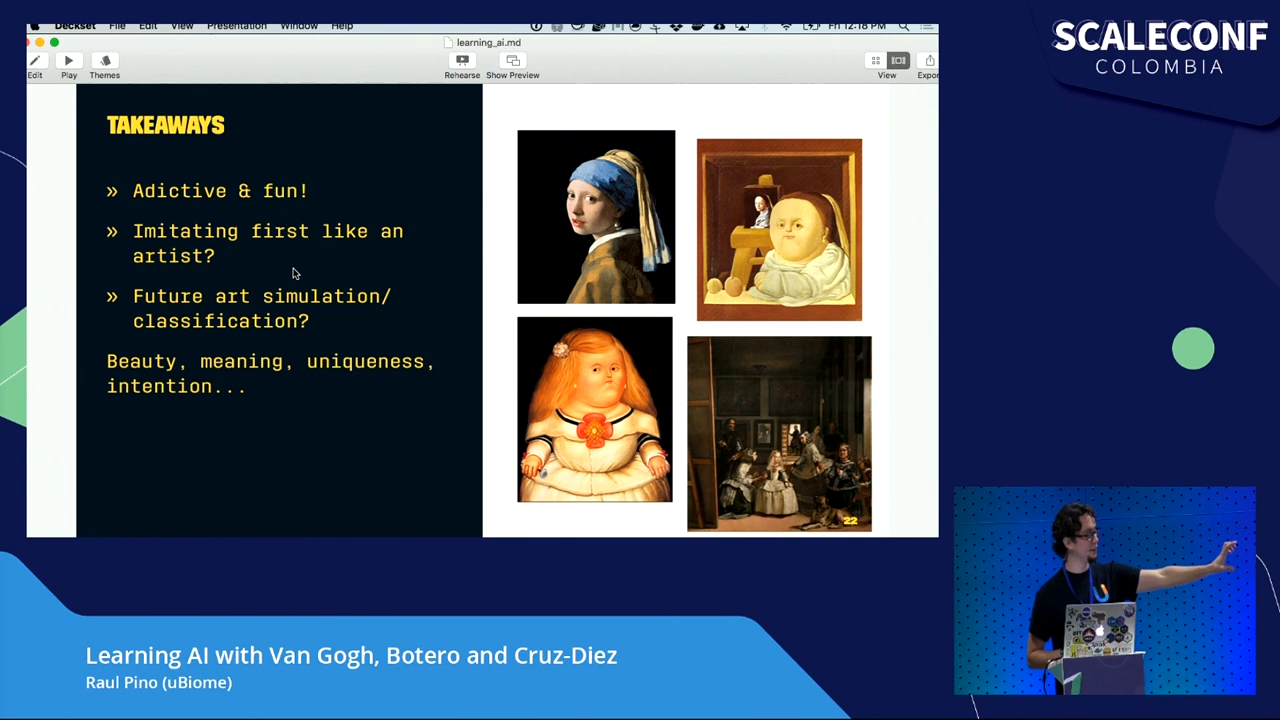 Deckset File Edit View Presentation Window Help Fri 12:18 PM
learning_ai.md
Edit Play Themes Rehearse Show Preview View Expor
SCALECONF
COLOMBIA
TAKEAWAYS
» Adictive & fun!
» Imitating first like an
artist?
» Future art simulation/
classification?
Beauty, meaning, uniqueness,
intention...
22
Learning AI with Van Gogh, Botero and Cruz-Diez
Raul Pino (uBiome)